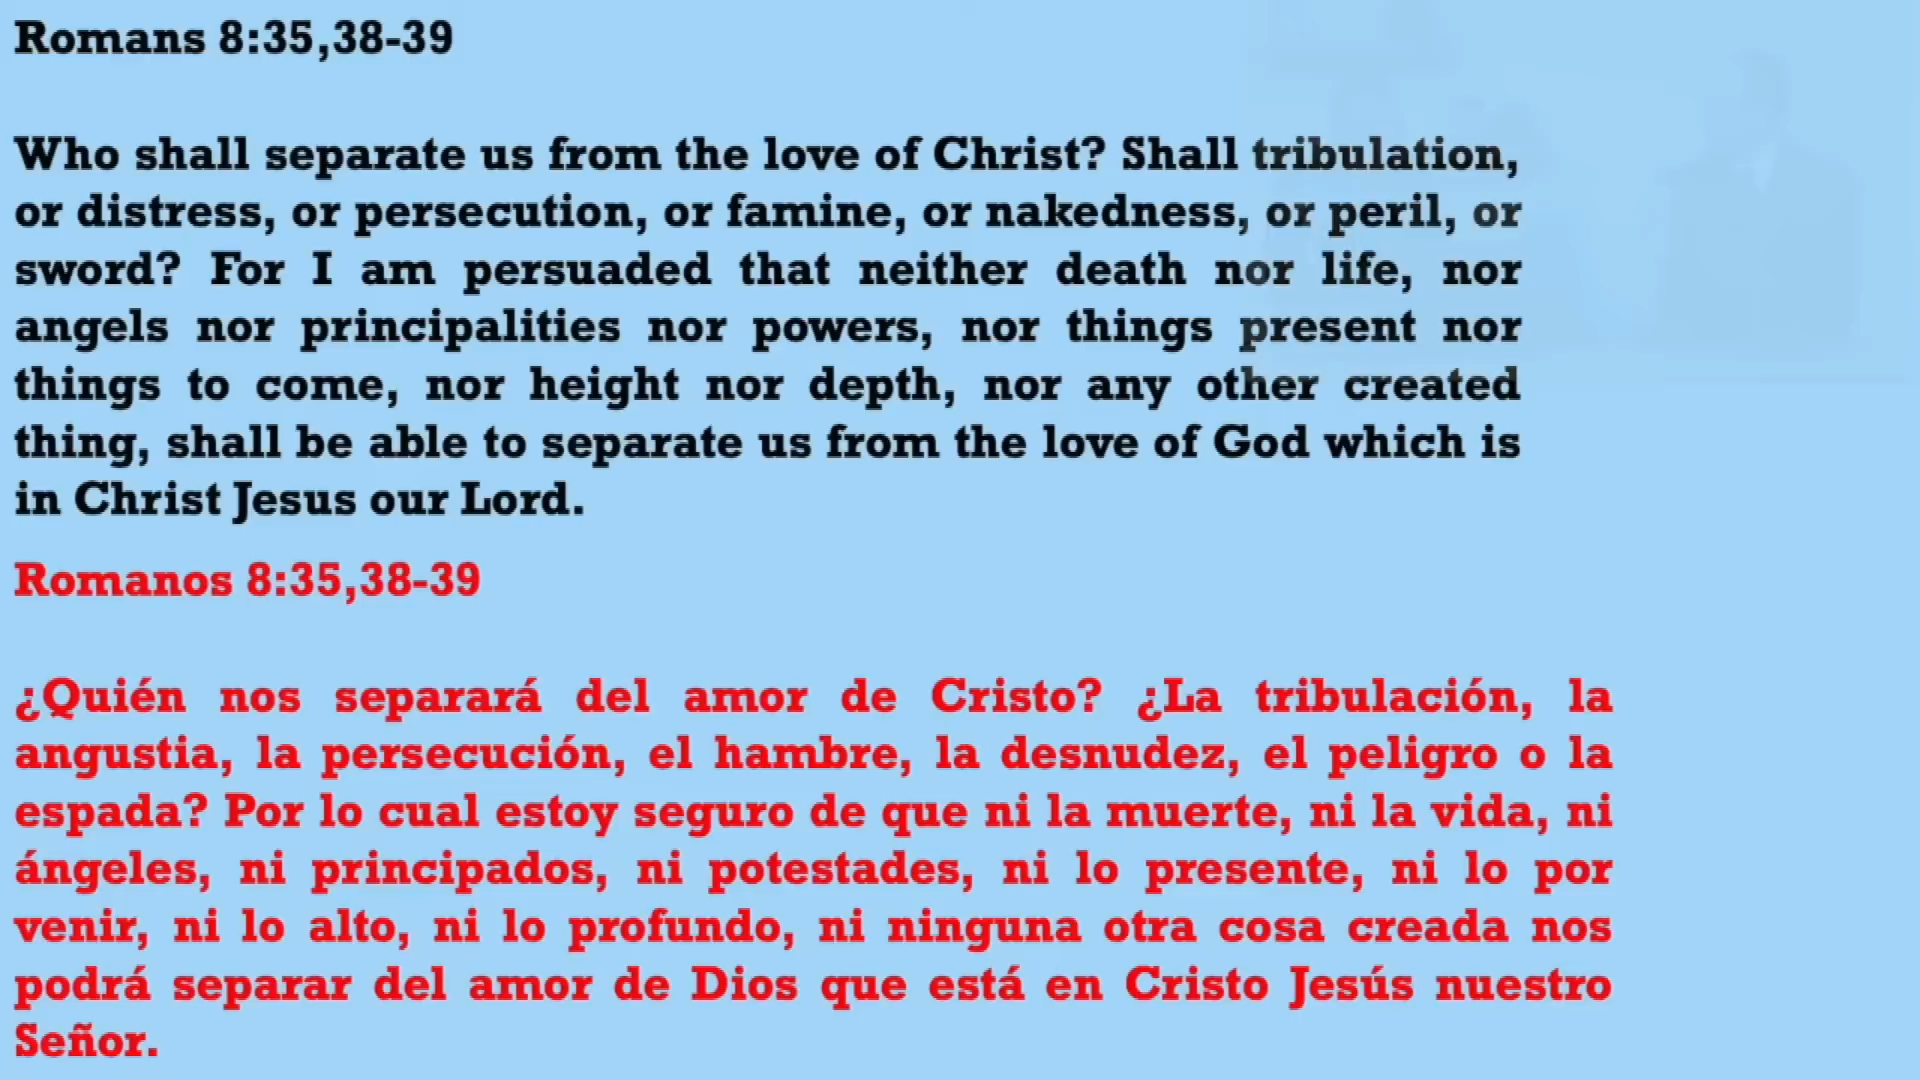 Romans 8:35,38-39
Who shall separate us from the love of Christ? Shall tribulation,
or distress, or persecution, or famine, or nakedness, or peril, or
sword? For I am persuaded that neither death nor life, nor
angels nor principalities nor powers, nor things present nor
things to come, nor height nor depth, nor any other created
thing, shall be able to separate us from the love of God which is
in Christ Jesus our Lord.
Romanos 8:35,38-39
¿Quién nos separará del amor de Cristo? ¿La tribulación, la
angustia, la persecución, el hambre, la desnudez, el peligro o la
espada? Por lo cual estoy seguro de que ni la muerte, ni la vida, ni
ángeles, ni principados, ni potestades, ni lo presente, ni lo por
venir, ni lo alto, ni lo profundo, ni ninguna otra cosa creada nos
podrá separar del amor de Dios que está en Cristo Jesús nuestro
Señor.